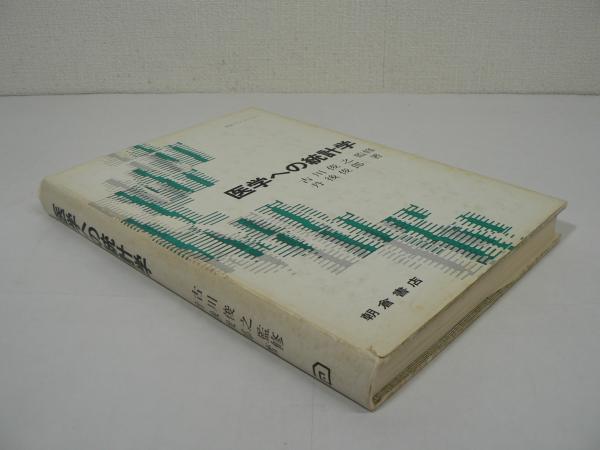 医学への統計学
古川俊之 監修
丹後俊郎 著
朝倉書店
医学への統計学
古川俊之 監修